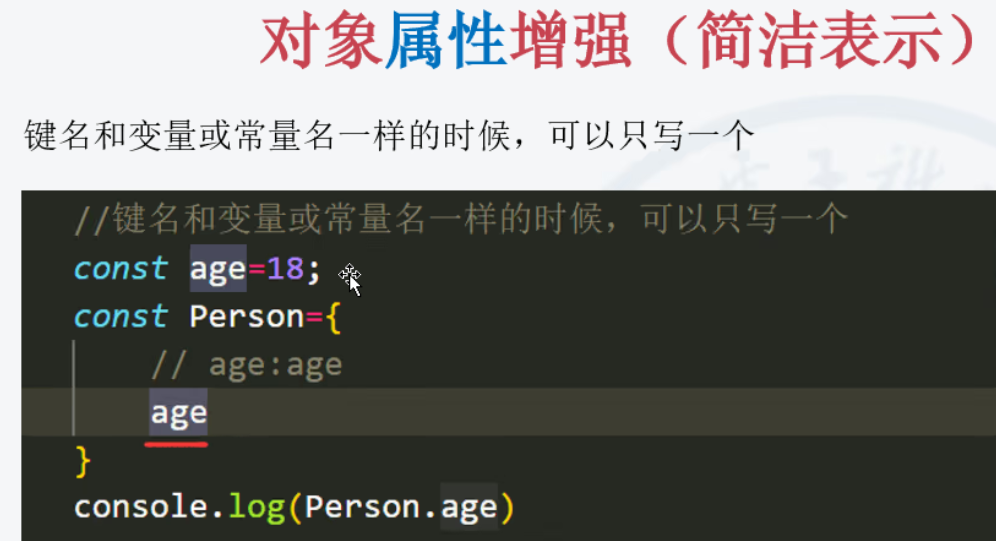 对象属性增强（简洁表示）
键名和变量或常量名一样的时候，可以只写一个
//键名和变量或常量名一样的时候，可以只写一个
const age=18;
const Person={
// age:age
age
}
console.log(Person.age)